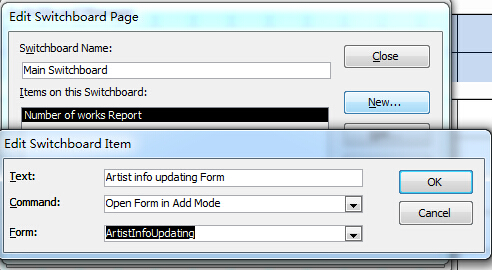 Edit Switchboard Page
Switchboard Name:
Close
Main Switchboard
Items on this Switchboard:
Number of works Report
New...
Edit Switchboard Item
Text:
Artist info updating Form
OK
Command:
Open Form in Add Mode
Cancel
Form:
ArtistInfoUpdating